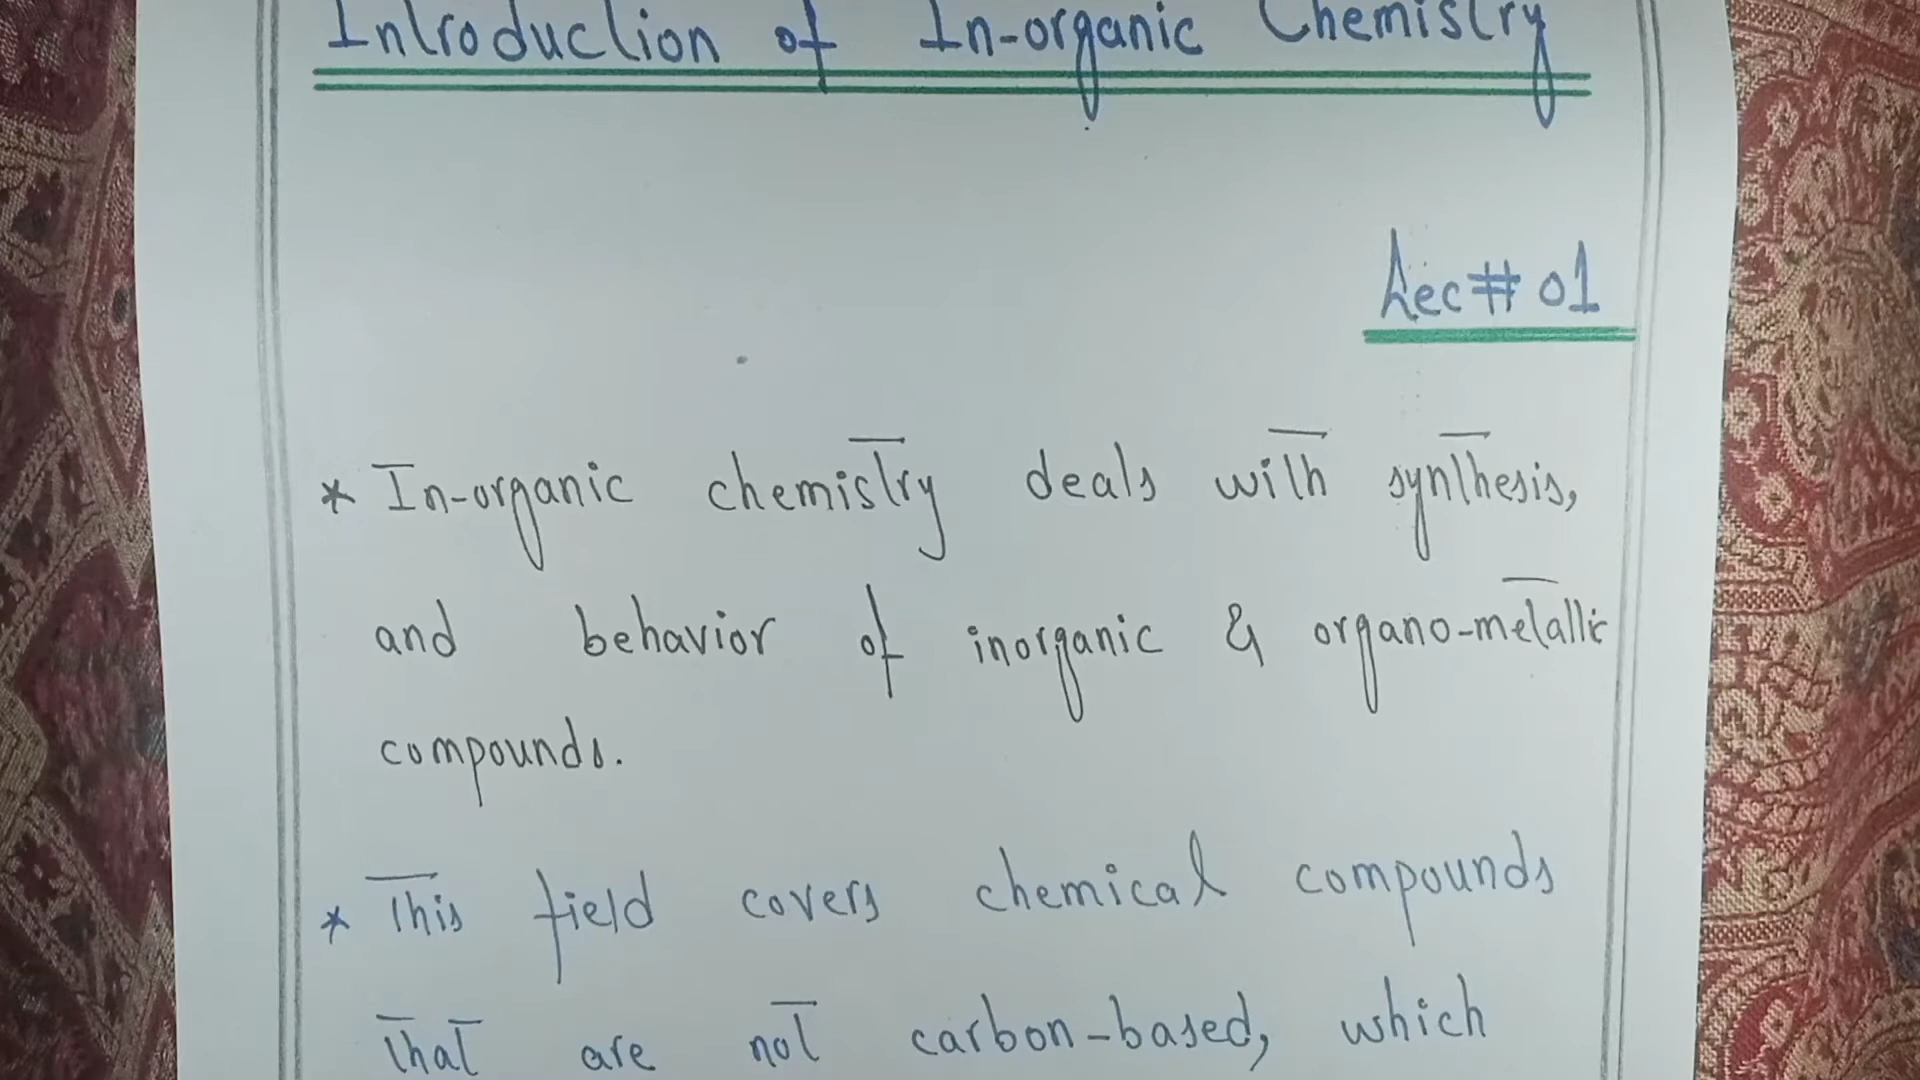 Introduction of In-organic Chemistry
Lec# 01
* In-organic chemistry deals with synthesis,
and behavior of inorganic & organo-metallic
compounds.
* This field covers chemical compounds
that are not carbon-based, which